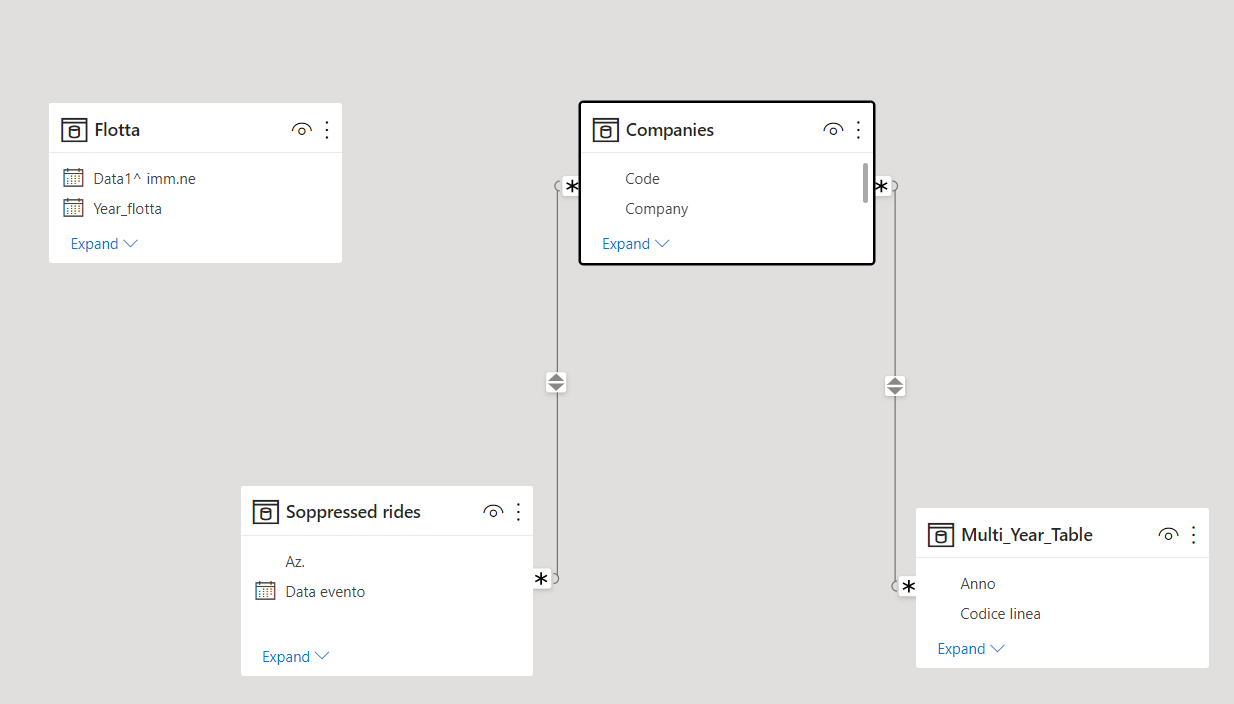 Flotta
Data1^ imm.ne
Year_flotta
Expand
Companies
Code
Company
Expand
Soppressed rides
Az.
Data evento
Expand
Multi_Year_Table
Anno
Codice linea
Expand